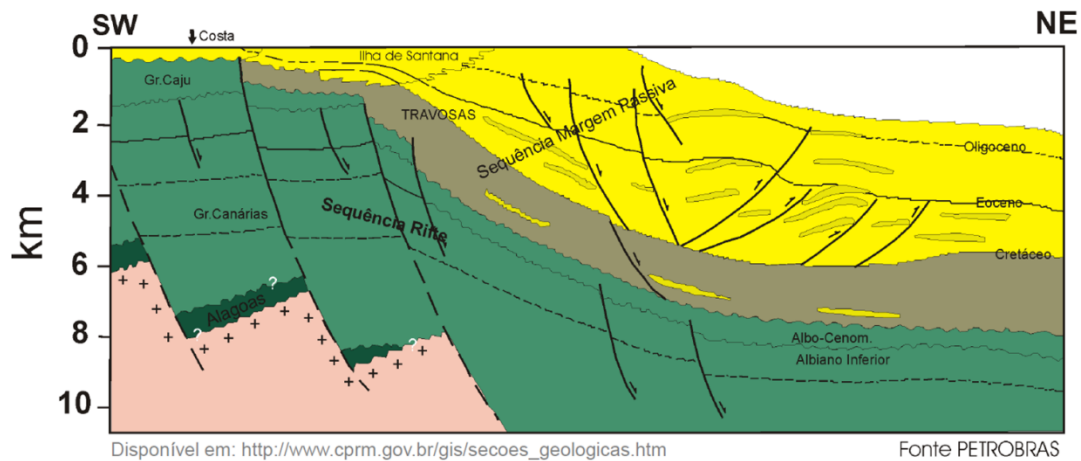 SW
NE
Costa
0
2
4
6
8
10
km
Ilha de Santana
Gr.Caju
TRAVOSAS
Sequência Margem Passiva
Oligoceno
Eoceno
Gr.Canárias
Sequência Rifte
Cretáceo
?
Alagoas
?
Albo-Cenom.
?
?
Albiano Inferior
Disponível em: http://www.cprm.gov.br/gis/secoes_geologicas.htm
Fonte PETROBRAS